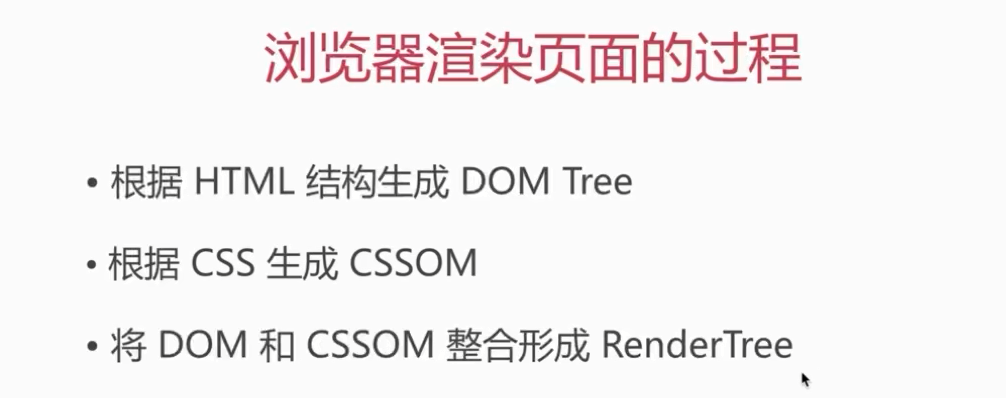 浏览器渲染页面的过程
• 根据 HTML 结构生成 DOM Tree
• 根据 CSS 生成 CSSOM
• 将 DOM 和 CSSOM 整合形成 RenderTree